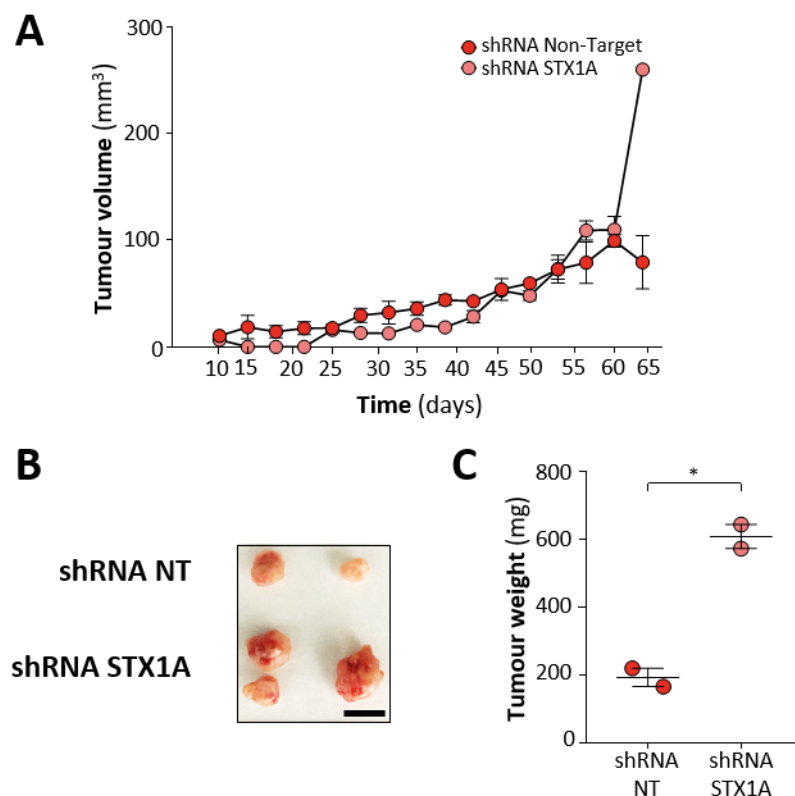 A
300
200
100
0
Tumour volume (mm³)
shRNA Non-Target
shRNA STX1A
10 15 20 25 30 35 40 45 50 55 60 65
Time (days)
B
shRNA NT
shRNA STX1A
C
800
600
400
200
0
Tumour weight (mg)
*
shRNA NT
shRNA STX1A